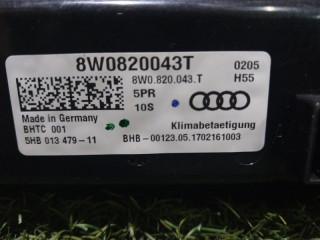 8W0820043T 0205
8W0.820.043.T H55
5PR
10S
Made in Germany
BHTC 001 Klimabetaetigung
5HB 013 479-11 BHB-00123.05.1702161003